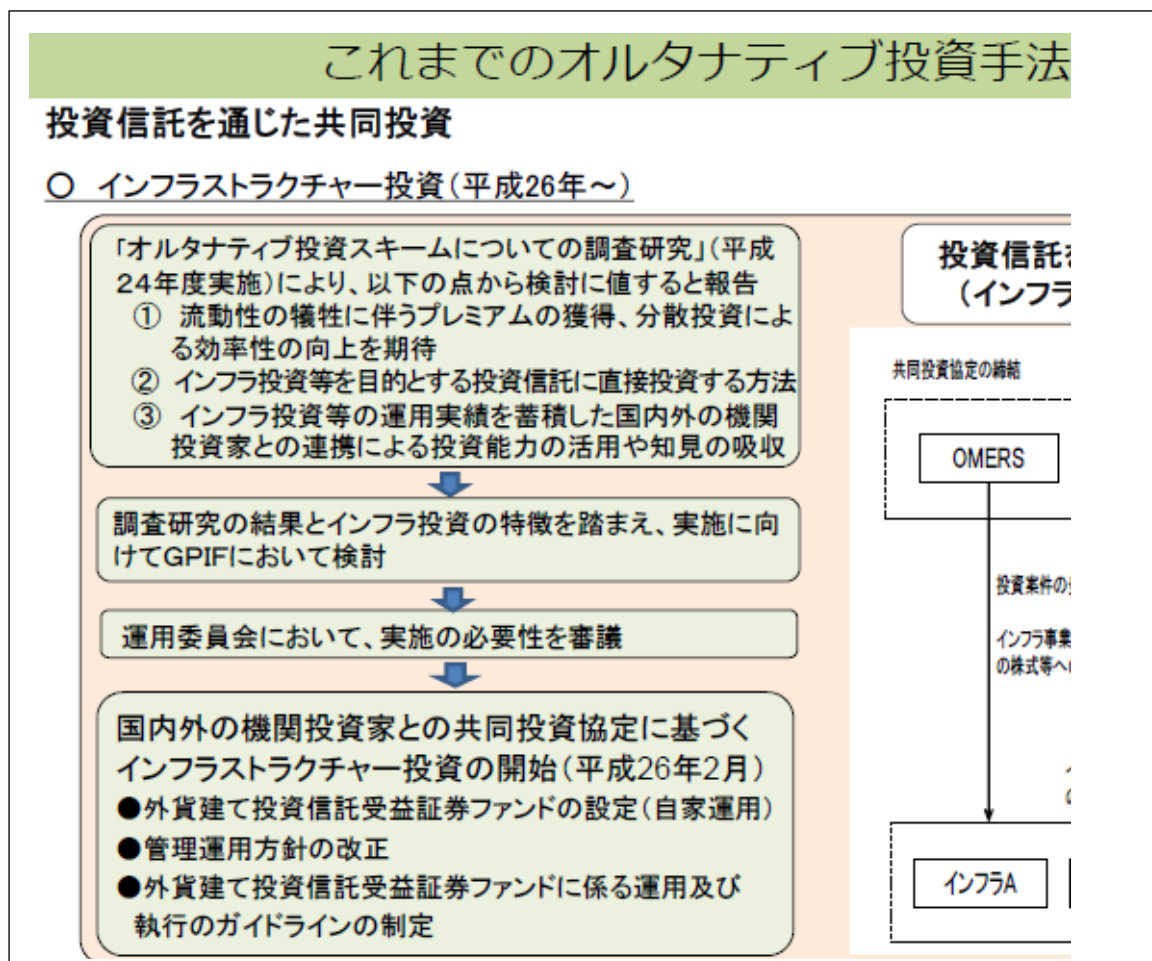 これまでのオルタナティブ投資手法
投資信託を通じた共同投資
○ インフラストラクチャー投資(平成26年~)
「オルタナティブ投資スキームについての調査研究」(平成
24年度実施)により、以下の点から検討に値すると報告
① 流動性の犠牲に伴うプレミアムの獲得、分散投資によ
る効率性の向上を期待
② インフラ投資等を目的とする投資信託に直接投資する方法
③ インフラ投資等の運用実績を蓄積した国内外の機関
投資家との連携による投資能力の活用や知見の吸収
調査研究の結果とインフラ投資の特徴を踏まえ、実施に向
けてGPIFにおいて検討
運用委員会において、実施の必要性を審議
国内外の機関投資家との共同投資協定に基づく
インフラストラクチャー投資の開始(平成26年2月)
●外貨建て投資信託受益証券ファンドの設定(自家運用)
●管理運用方針の改正
●外貨建て投資信託受益証券ファンドに係る運用及び
執行のガイドラインの制定
投資信託
(インフラ
共同投資協定の締結
OMERS
投資案件の
インフラ事業
の株式等へ
の
インフラA